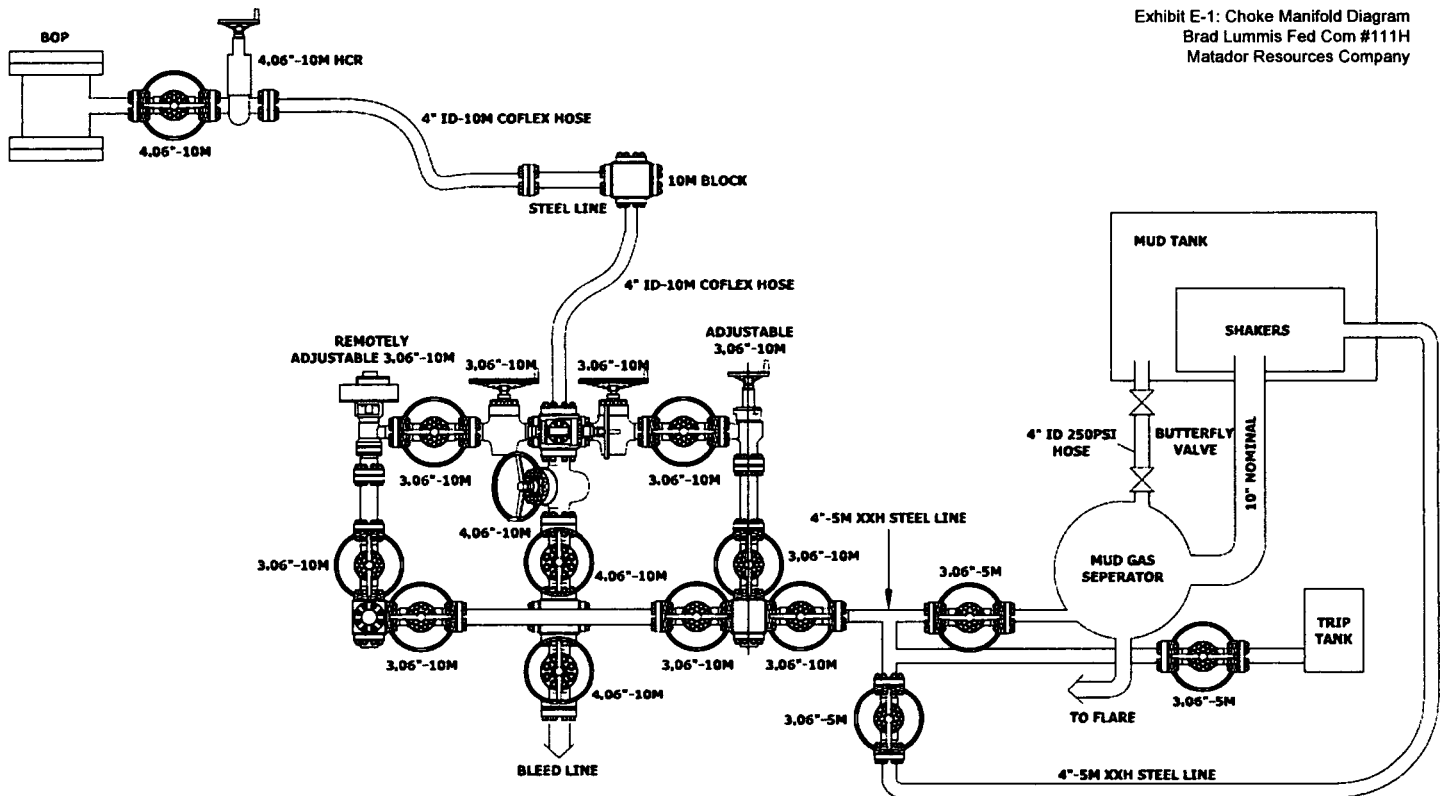 Exhibit E-1: Choke Manifold Diagram
Brad Lummis Fed Com #111H
Matador Resources Company
BOP
4.06"-10M HCR
4" ID-10M COFLEX HOSE
4.06"-10M
10M BLOCK
STEEL LINE
4" ID-10M COFLEX HOSE
MUD TANK
SHAKERS
REMOTELY
ADJUSTABLE 3.06"-10M
3.06"-10M
3.06"-10M
ADJUSTABLE
3.06"-10M
4" ID 250PSI
HOSE
BUTTERFLY
VALVE
10" NOMINAL
3.06"-10M
3.06"-10M
4.06"-10M
4"-5M XXH STEEL LINE
3.06"-10M
4.06"-10M
3.06"-10M
3.06"-5M
MUD GAS
SEPERATOR
TRIP
TANK
3.06"-10M
4.06"-10M
3.06"-10M
3.06"-10M
3.06"-5M
3.06"-5M
TO FLARE
BLEED LINE
4"-5M XXH STEEL LINE